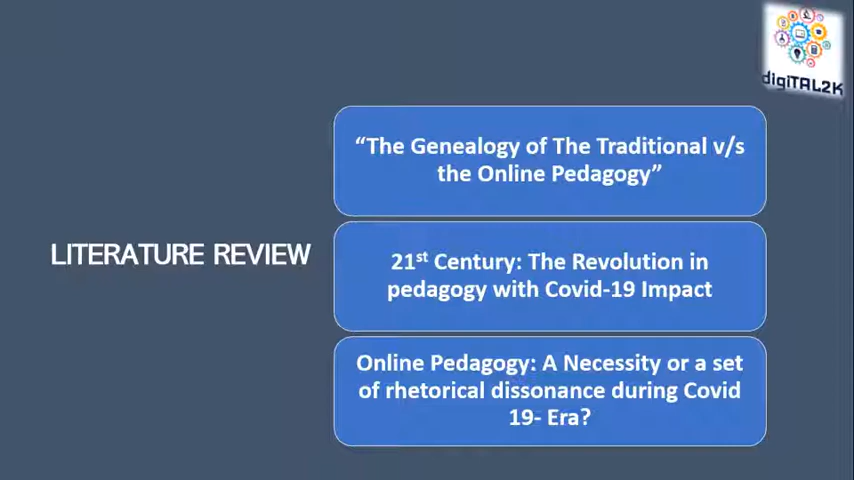 digiTAL2K
“The Genealogy of The Traditional v/s
the Online Pedagogy”
LITERATURE REVIEW
21st Century: The Revolution in
pedagogy with Covid-19 Impact
Online Pedagogy: A Necessity or a set
of rhetorical dissonance during Covid
19- Era?